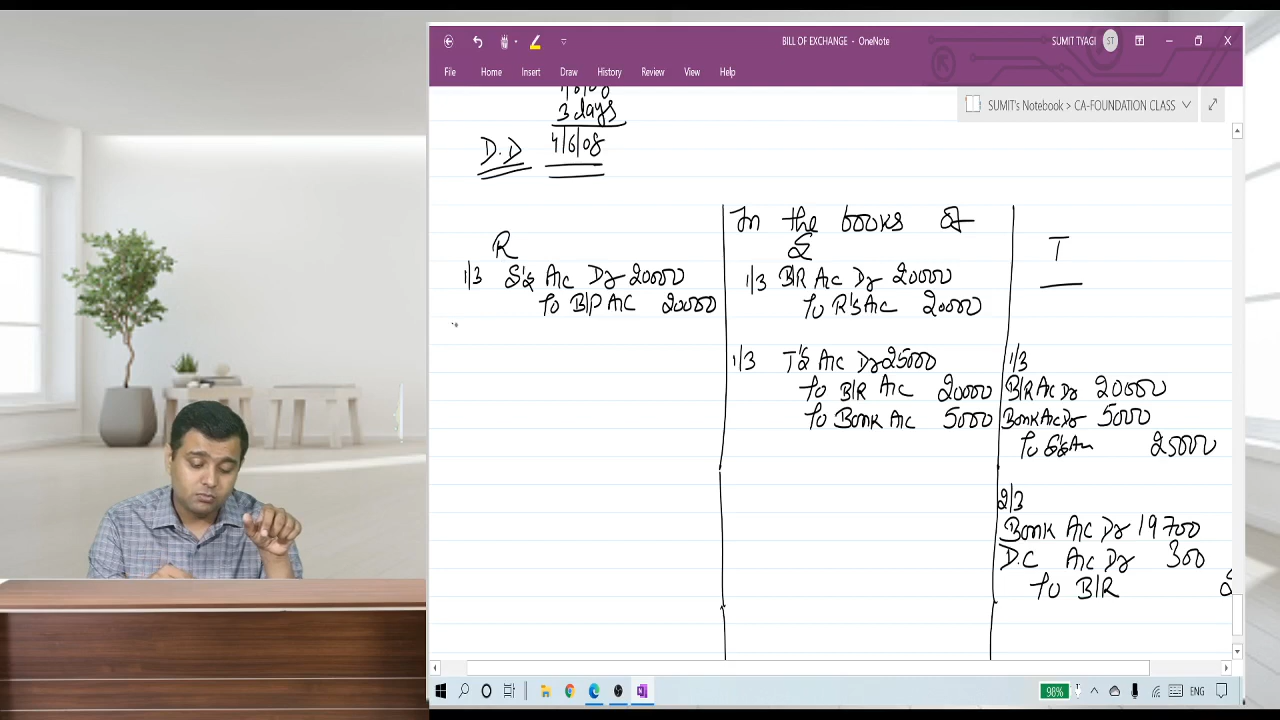 BILL OF EXCHANGE - OneNote
SUMIT TYAGI ST
File Home Insert Draw History Review View Help
SUMIT's Notebook > CA-FOUNDATION CLASS
3 days
D.D 4/6/08
In the books of
R
S
T
1/3 S's A/c Dr 20000
To B/P A/C 20000
1/3 B/R A/c Dr 20000
To R's A/c 20000
1/3 T's A/c Dr 25000
To B/R A/c 20000
To Bank A/c 5000
1/3
B/R A/c Dr 20000
Bank A/c Dr 5000
To S's A/c 25000
2/3
Bank A/c Dr 19700
D.C A/c Dr 300
To B/R
98%
ENG